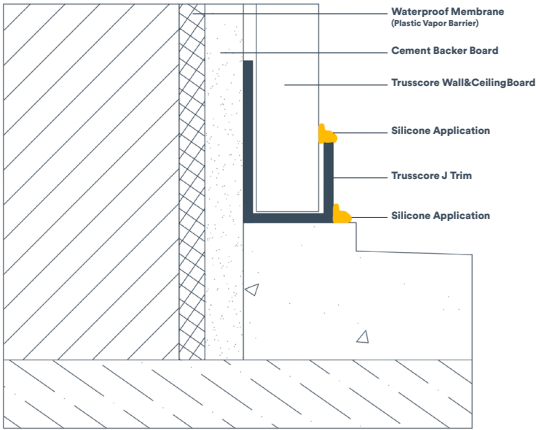 Waterproof Membrane
(Plastic Vapor Barrier)
Cement Backer Board
Trusscore Wall&CeilingBoard
Silicone Application
Trusscore J Trim
Silicone Application